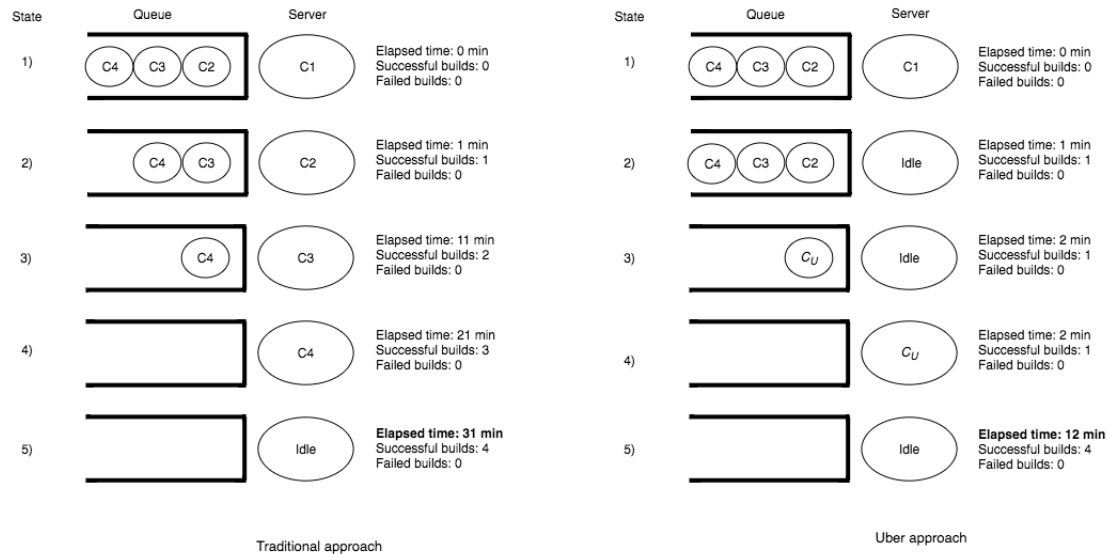 State Queue Server
1) C4 C3 C2 C1 Elapsed time: 0 min
Successful builds: 0
Failed builds: 0
2) C4 C3 C2 Elapsed time: 1 min
Successful builds: 1
Failed builds: 0
3) C4 C3 Elapsed time: 11 min
Successful builds: 2
Failed builds: 0
4) C4 Elapsed time: 21 min
Successful builds: 3
Failed builds: 0
5) Idle Elapsed time: 31 min
Successful builds: 4
Failed builds: 0
Traditional approach
State Queue Server
1) C4 C3 C2 C1 Elapsed time: 0 min
Successful builds: 0
Failed builds: 0
2) C4 C3 C2 Idle Elapsed time: 1 min
Successful builds: 1
Failed builds: 0
3) CU Idle Elapsed time: 2 min
Successful builds: 1
Failed builds: 0
4) CU Elapsed time: 2 min
Successful builds: 1
Failed builds: 0
5) Idle Elapsed time: 12 min
Successful builds: 4
Failed builds: 0
Uber approach